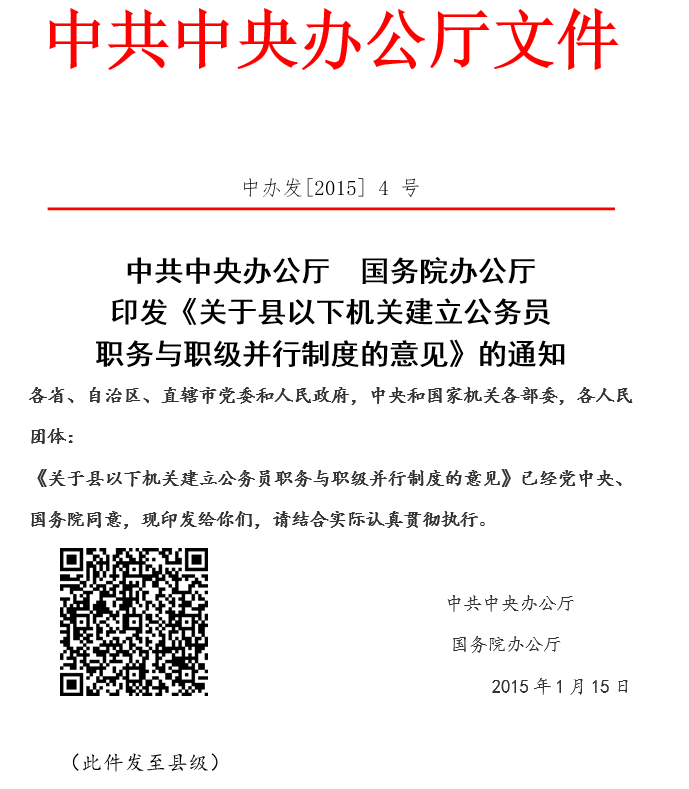 中共中央办公厅文件
中办发[2015] 4 号
中共中央办公厅　国务院办公厅
印发《关于县以下机关建立公务员
职务与职级并行制度的意见》的通知
各省、自治区、直辖市党委和人民政府，中央和国家机关各部委，各人民
团体：
《关于县以下机关建立公务员职务与职级并行制度的意见》已经党中央、
国务院同意，现印发给你们，请结合实际认真贯彻执行。
中共中央办公厅
国务院办公厅
2015 年 1 月 15 日
（此件发至县级）